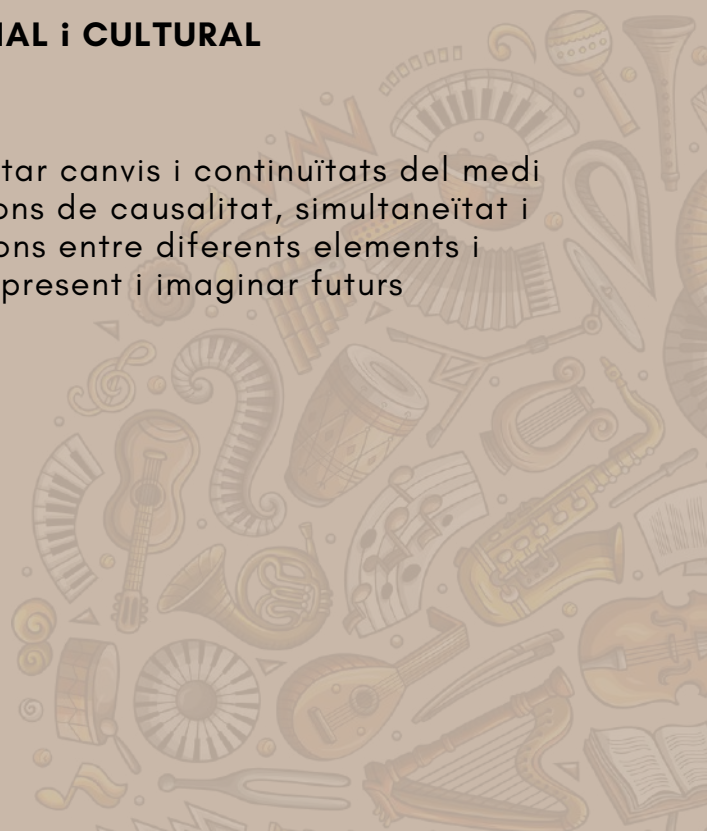 IAL i CULTURAL
tar canvis i continuïtats del medi
ons de causalitat, simultaneïtat i
ons entre diferents elements i
present i imaginar futurs